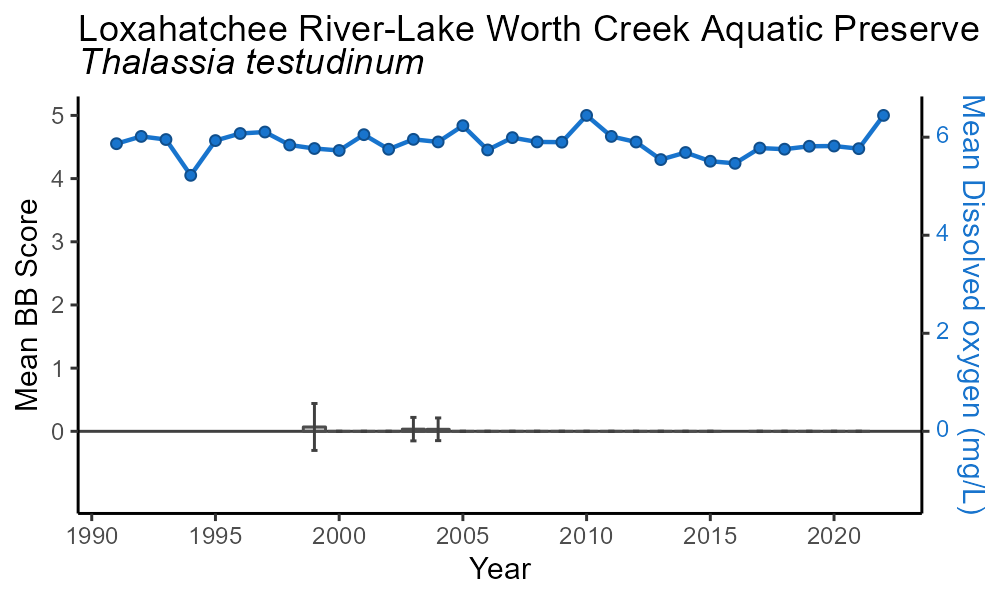 Loxahatchee River-Lake Worth Creek Aquatic Preserve
Thalassia testudinum
Mean BB Score
5
4
3
2
1
0
6
4
2
0
Mean Dissolved oxygen (mg/L)
1990 1995 2000 2005 2010 2015 2020
Year